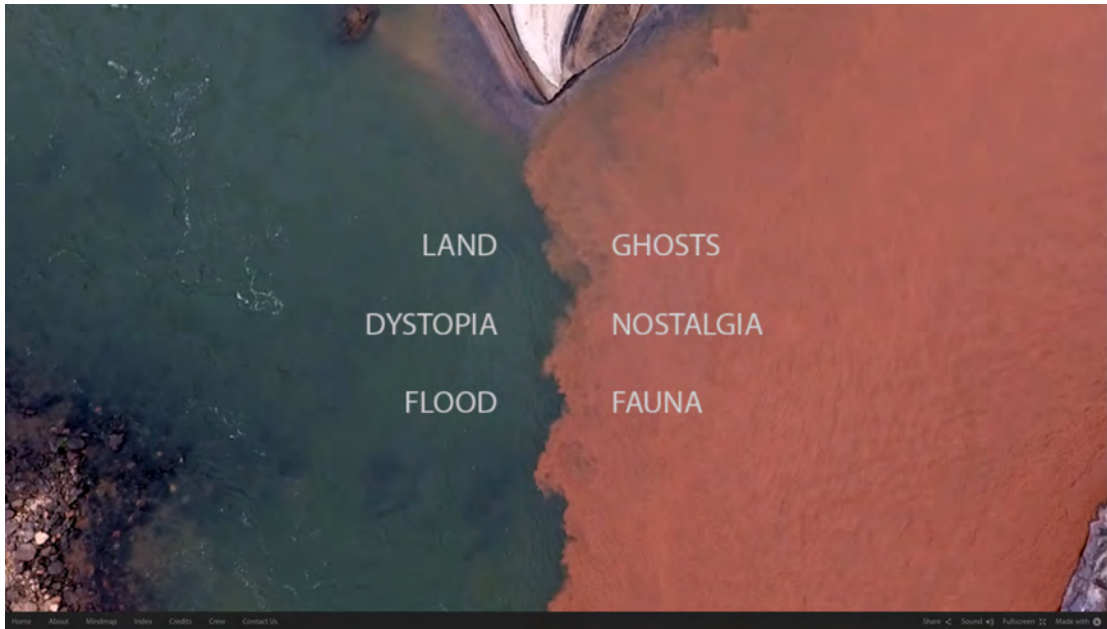 LAND GHOSTS
DYSTOPIA NOSTALGIA
FLOOD FAUNA
Home About Mindmap Index Credits Crew Contact Us Share Sound Fullscreen Made with